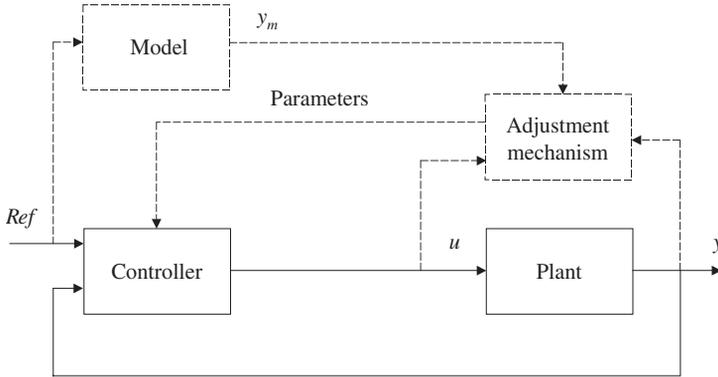 y_m
Model
Parameters
Adjustment
mechanism
Ref
u
y
Controller
Plant